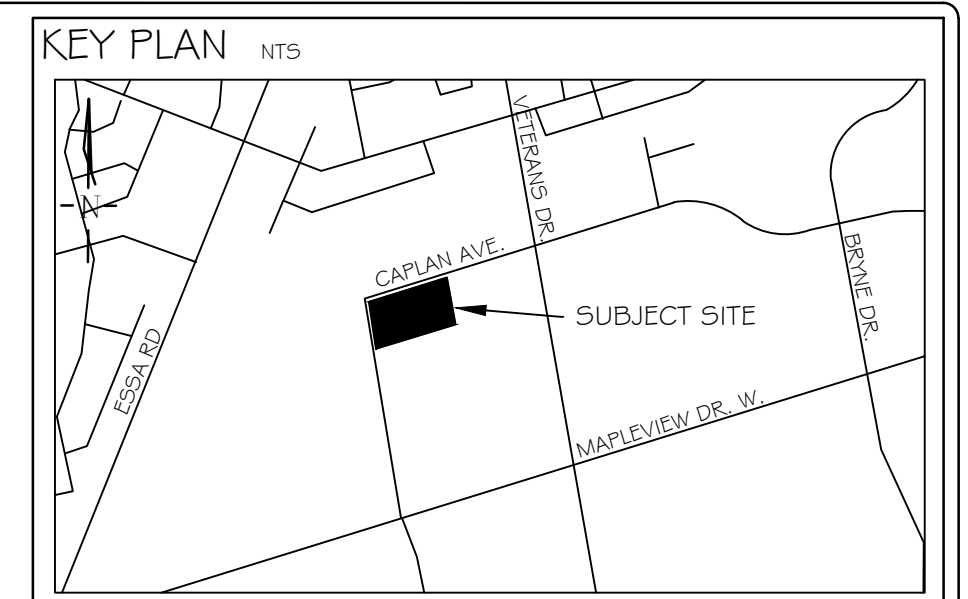 KEY PLAN NTS
N
VETERANS DR.
CAPLAN AVE.
BRYNE DR.
SUBJECT SITE
ESSA RD
MAPLEVIEW DR. W.